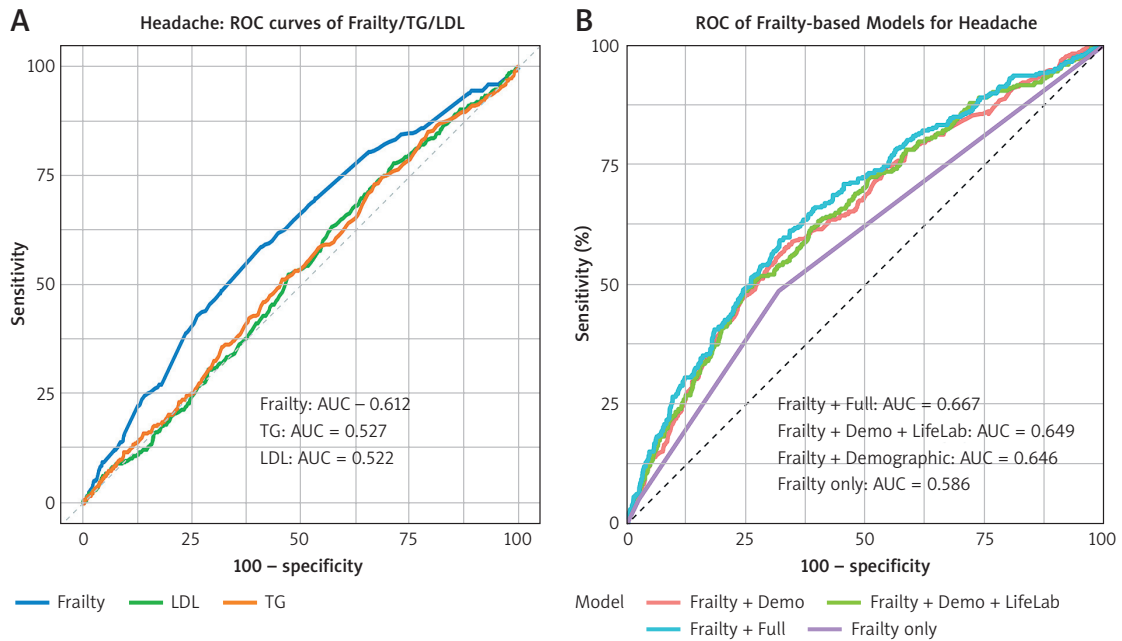 A
Headache: ROC curves of Frailty/TG/LDL
Sensitivity
100
75
50
25
0
Frailty: AUC – 0.612
TG: AUC = 0.527
LDL: AUC = 0.522
0 25 50 75 100
100 – specificity
Frailty LDL TG
B
ROC of Frailty-based Models for Headache
Sensitivity (%)
100
75
50
25
0
Frailty + Full: AUC = 0.667
Frailty + Demo + LifeLab: AUC = 0.649
Frailty + Demographic: AUC = 0.646
Frailty only: AUC = 0.586
0 25 50 75 100
100 – specificity
Model Frailty + Demo Frailty + Demo + LifeLab
Frailty + Full Frailty only